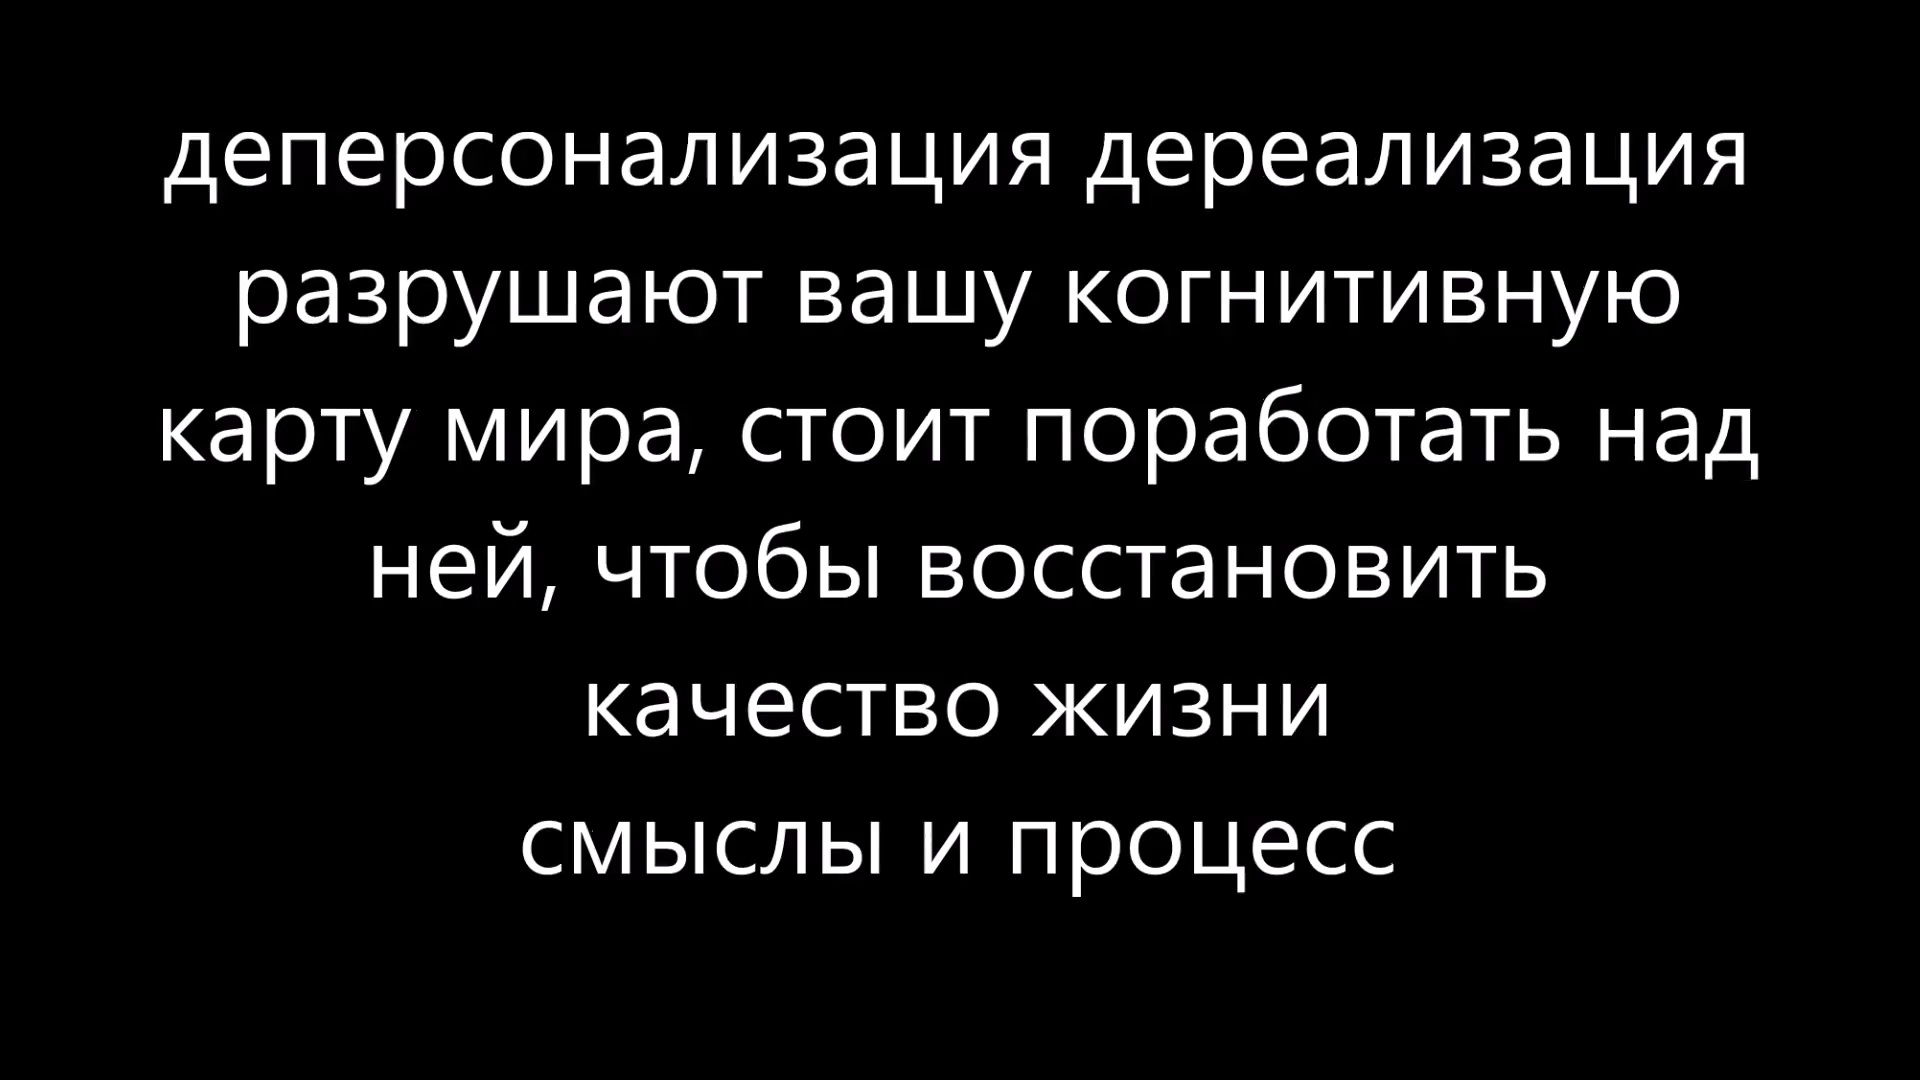 деперсонализация дереализация
разрушают вашу когнитивную
карту мира, стоит поработать над
ней, чтобы восстановить
качество жизни
смыслы и процесс